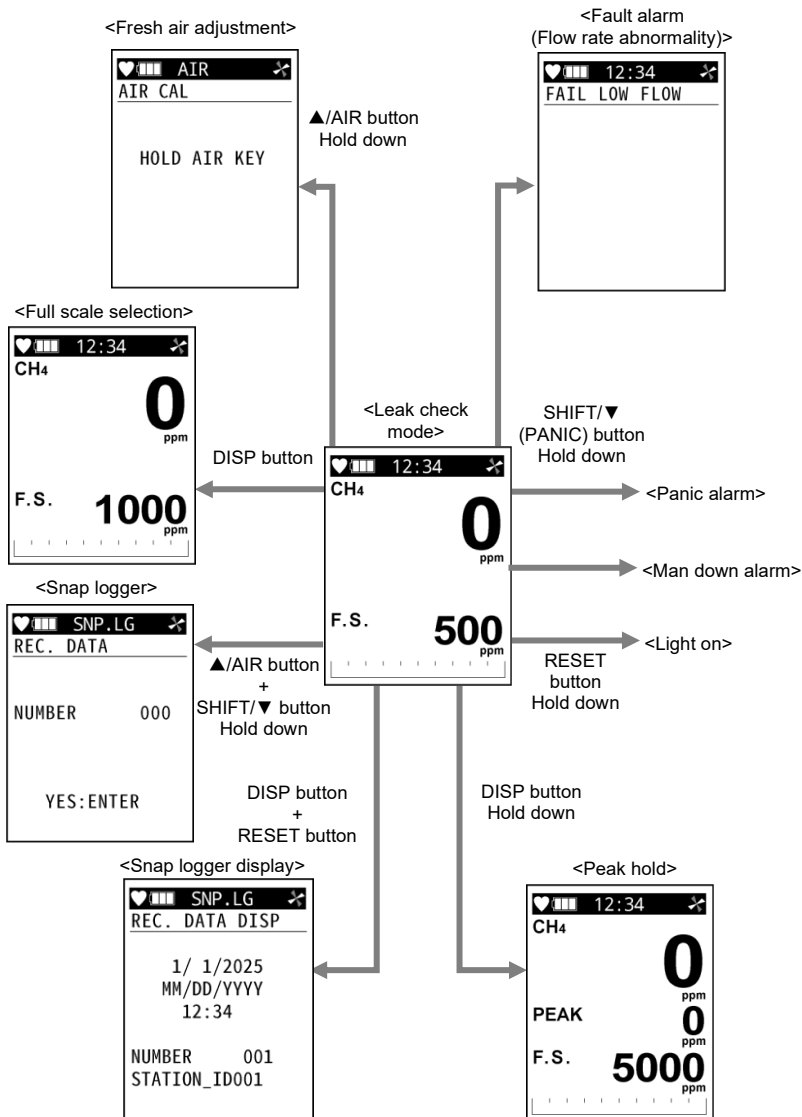 <Fresh air adjustment>
AIR
AIR CAL
HOLD AIR KEY
▲/AIR button
Hold down
<Fault alarm
(Flow rate abnormality)>
12:34
FAIL LOW FLOW
<Full scale selection>
12:34
CH4
0
ppm
F.S.
1000
ppm
DISP button
<Leak check
mode>
12:34
CH4
0
ppm
F.S.
500
ppm
SHIFT/▼
(PANIC) button
Hold down
<Panic alarm>
<Man down alarm>
<Light on>
RESET
button
Hold down
<Snap logger>
SNP.LG
REC. DATA
NUMBER 000
YES:ENTER
▲/AIR button
+
SHIFT/▼ button
Hold down
DISP button
+
RESET button
DISP button
Hold down
<Snap logger display>
SNP.LG
REC. DATA DISP
1/ 1/2025
MM/DD/YYYY
12:34
NUMBER 001
STATION_ID001
<Peak hold>
12:34
CH4
0
ppm
PEAK
0
ppm
F.S.
5000
ppm